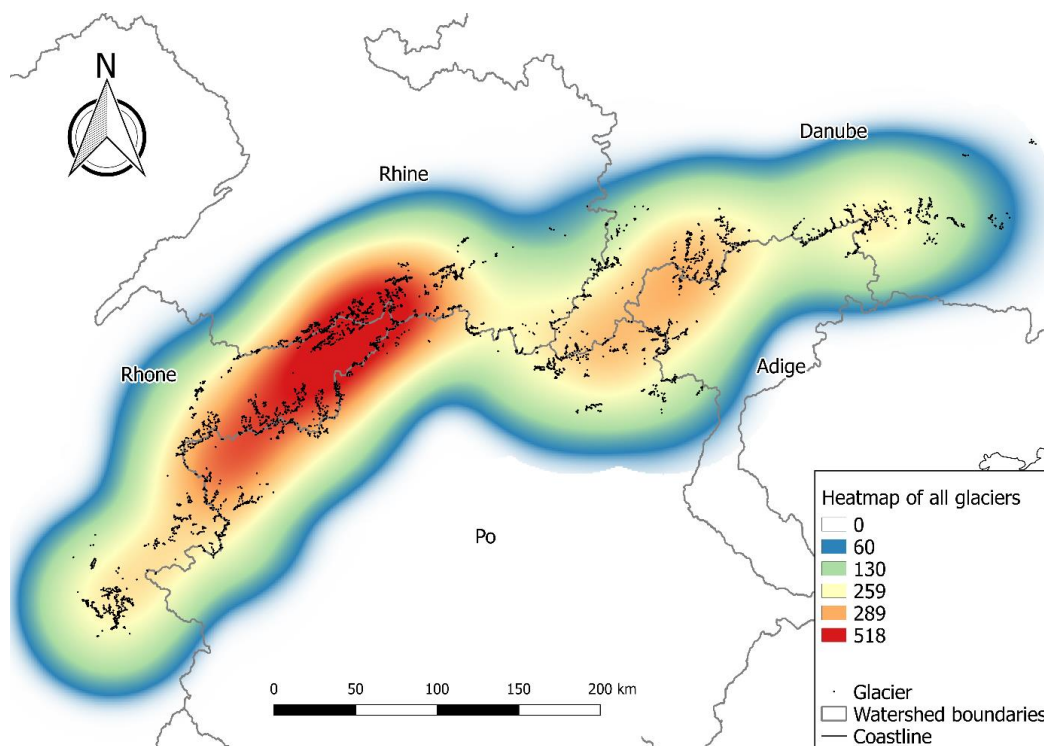 N
Danube
Rhine
Rhone
Adige
Po
Heatmap of all glaciers
0
60
130
259
289
518
Glacier
Watershed boundaries
Coastline
0 50 100 150 200 km